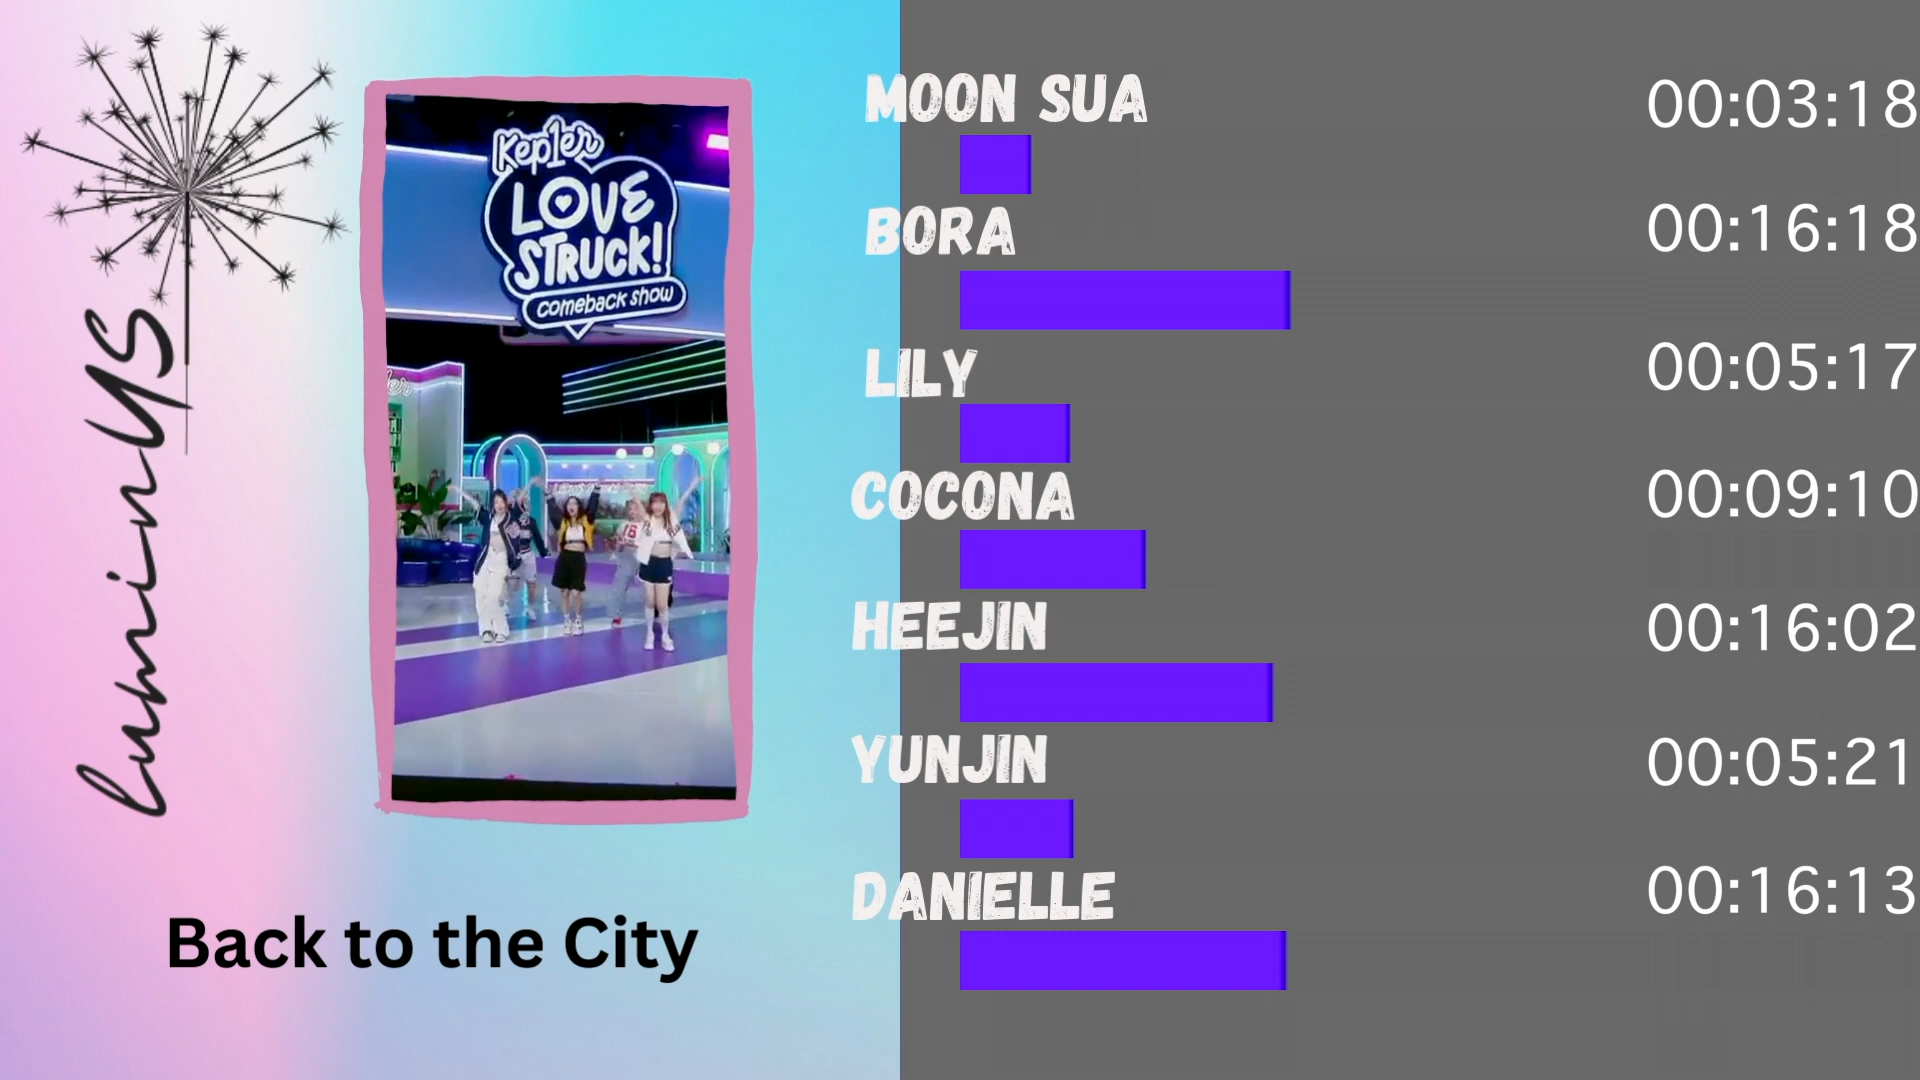 luminUS
Kep1er
LOVE
STRUCK!
comeback show
Back to the City
MOON SUA
00:03:18
BORA
00:16:18
LILY
00:05:17
COCONA
00:09:10
HEEJIN
00:16:02
YUNJIN
00:05:21
DANIELLE
00:16:13